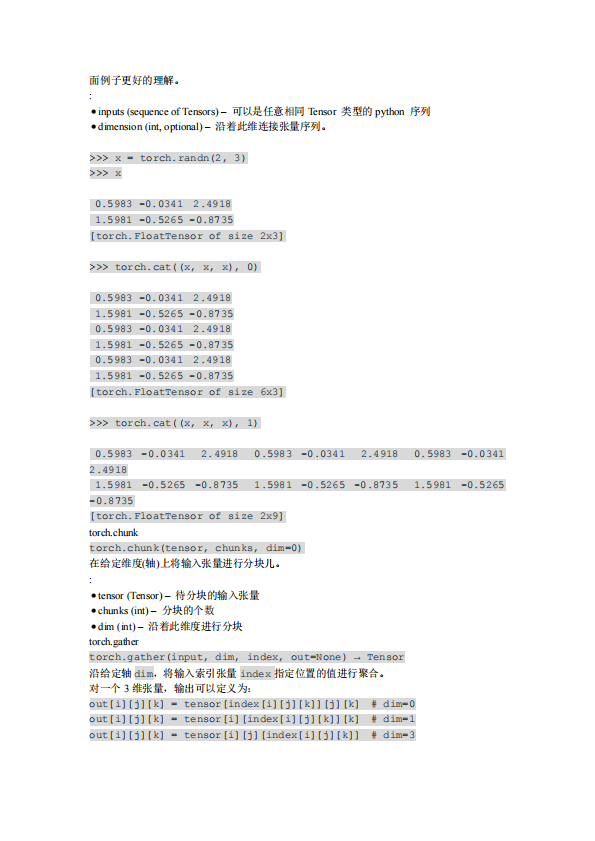 面例子更好的理解。
:
●inputs (sequence of Tensors) – 可以是任意相同 Tensor 类型的 python 序列
●dimension (int, optional) – 沿着此维连接张量序列。
>>> x = torch.randn(2, 3)
>>> x
0.5983 -0.0341 2.4918
1.5981 -0.5265 -0.8735
[torch.FloatTensor of size 2x3]
>>> torch.cat((x, x, x), 0)
0.5983 -0.0341 2.4918
1.5981 -0.5265 -0.8735
0.5983 -0.0341 2.4918
1.5981 -0.5265 -0.8735
0.5983 -0.0341 2.4918
1.5981 -0.5265 -0.8735
[torch.FloatTensor of size 6x3]
>>> torch.cat((x, x, x), 1)
0.5983 -0.0341 2.4918 0.5983 -0.0341 2.4918 0.5983 -0.0341
2.4918
1.5981 -0.5265 -0.8735 1.5981 -0.5265 -0.8735 1.5981 -0.5265
-0.8735
[torch.FloatTensor of size 2x9]
torch.chunk
torch.chunk(tensor, chunks, dim=0)
在给定维度(轴)上将输入张量进行分块儿。
:
●tensor (Tensor) – 待分块的输入张量
●chunks (int) – 分块的个数
●dim (int) – 沿着此维度进行分块
torch.gather
torch.gather(input, dim, index, out=None) → Tensor
沿给定轴 dim，将输入索引张量 index 指定位置的值进行聚合。
对一个 3 维张量，输出可以定义为：
out[i][j][k] = tensor[index[i][j][k]][j][k] # dim=0
out[i][j][k] = tensor[i][index[i][j][k]][k] # dim=1
out[i][j][k] = tensor[i][j][index[i][j][k]] # dim=3